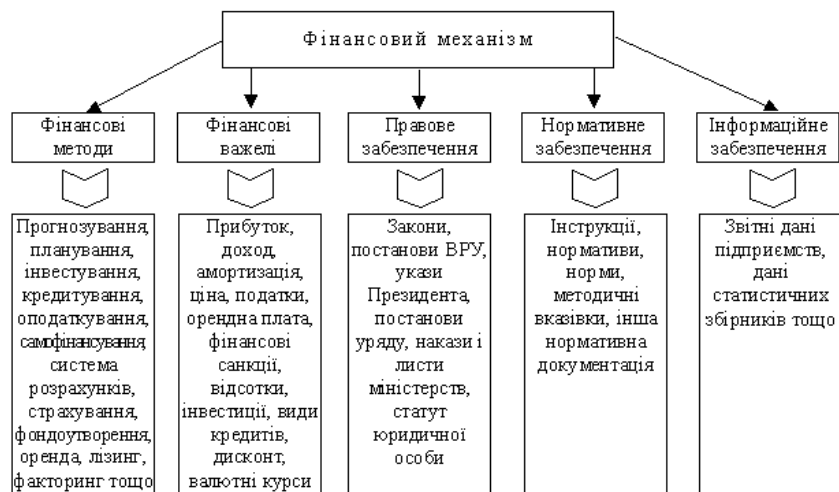 Фінансовий механізм
Фінансові
методи
Фінансові
важелі
Правове
забезпечення
Нормативне
забезпечення
Інформаційне
забезпечення
Прогнозування,
планування,
інвестування,
кредитування,
оподаткування,
самофінансування,
система
розрахунків,
страхування,
фондоутворення,
оренда, лізинг,
факторинг тощо
Прибуток,
доход,
амортизація,
ціна, податки,
орендна плата,
фінансові
санкції,
відсотки,
інвестиції, види
кредитів,
дисконт,
валютні курси
Закони,
постанови ВРУ,
укази
Президента,
постанови
уряду, накази і
листи
міністерств,
статут
юридичної
особи
Інструкції,
нормативи,
норми,
методичні
вказівки, інша
нормативна
документація
Звітні дані
підприємств,
дані
статистичних
збірників тощо